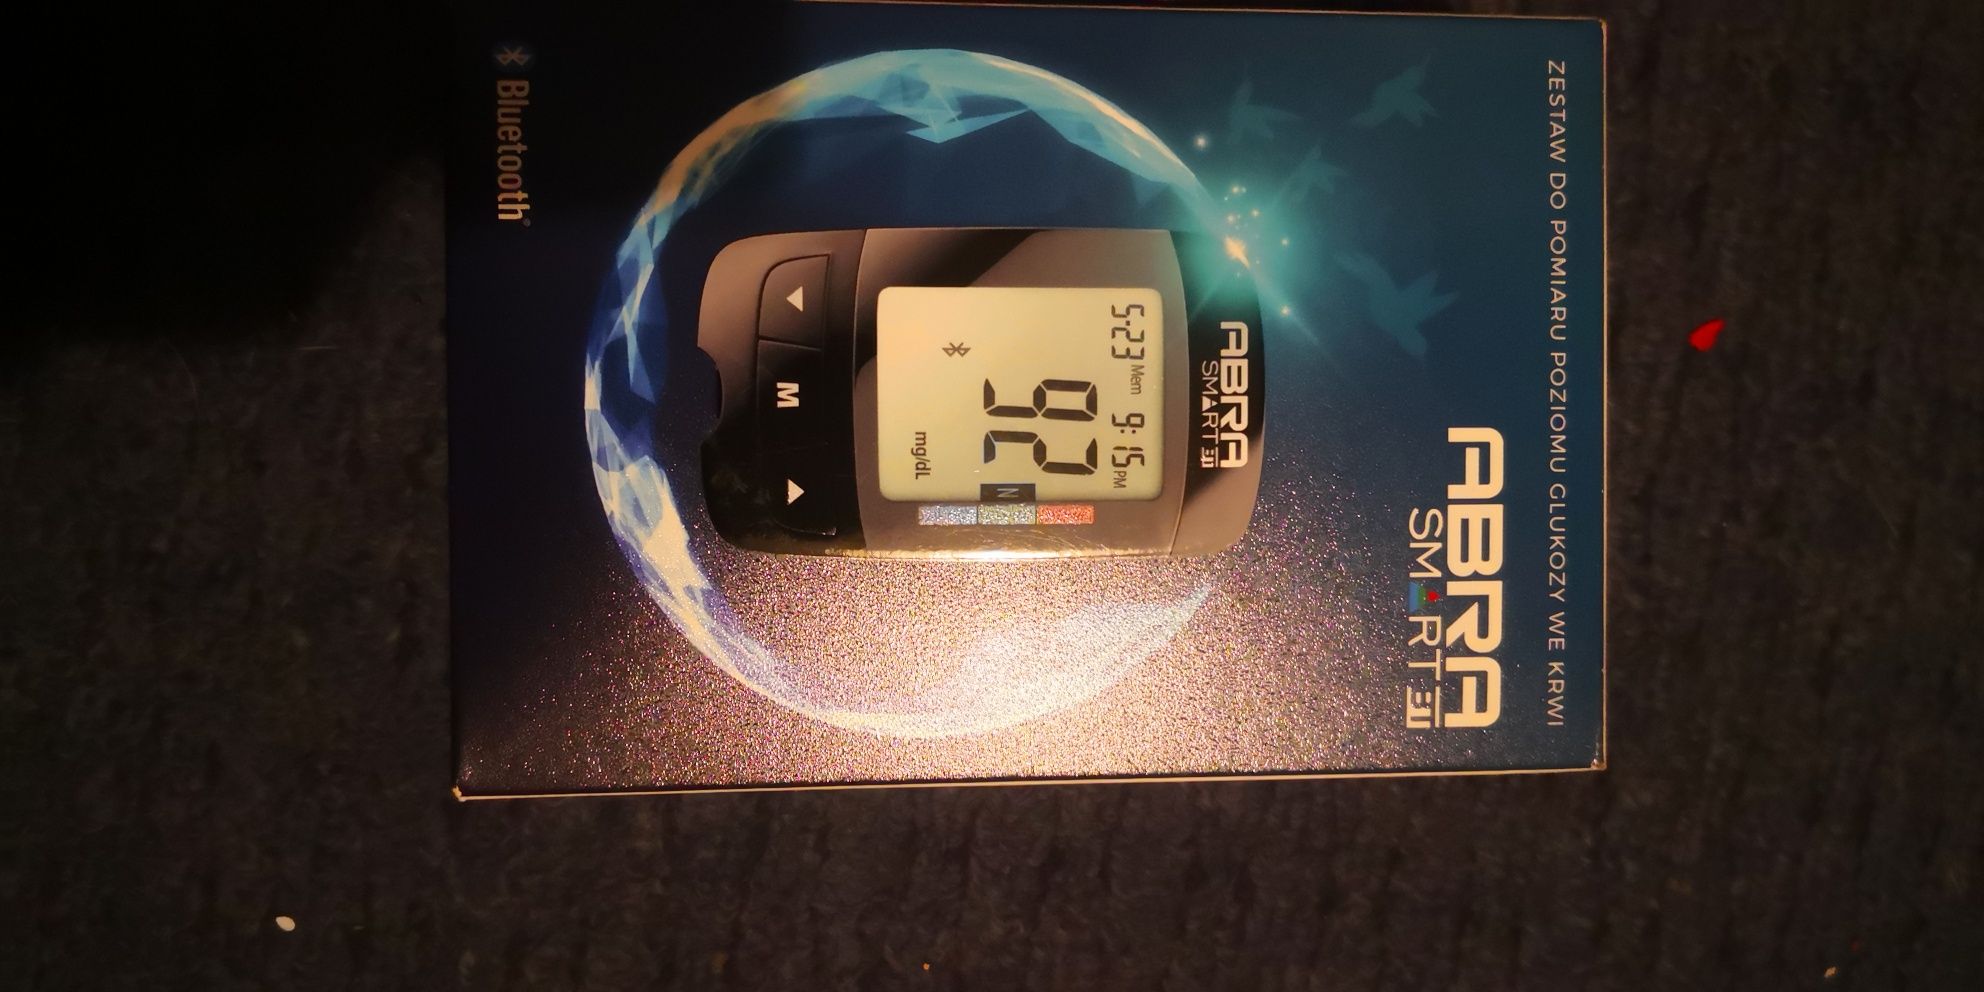 ZESTAW DO POMIARU POZIOMU GLUKOZY WE KRWI
ABRA
SMART
ABRA
SMART
5:23 Mem 9:15 PM
92
N
mg/dL
M
Bluetooth®